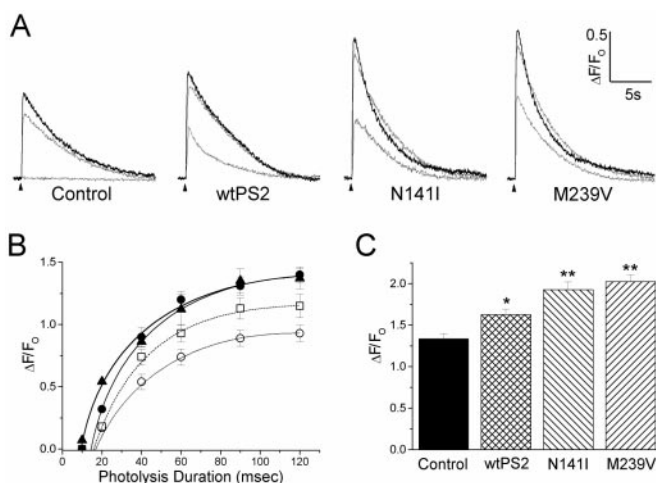 A
0.5
ΔF/Fo
5s
Control
wtPS2
N141I
M239V
B
1.5
1.0
0.5
0.0
ΔF/Fo
0 20 40 60 80 100 120
Photolysis Duration (msec)
C
2.0
1.5
1.0
0.5
0.0
ΔF/Fo
*
**
**
Control
wtPS2
N141I
M239V